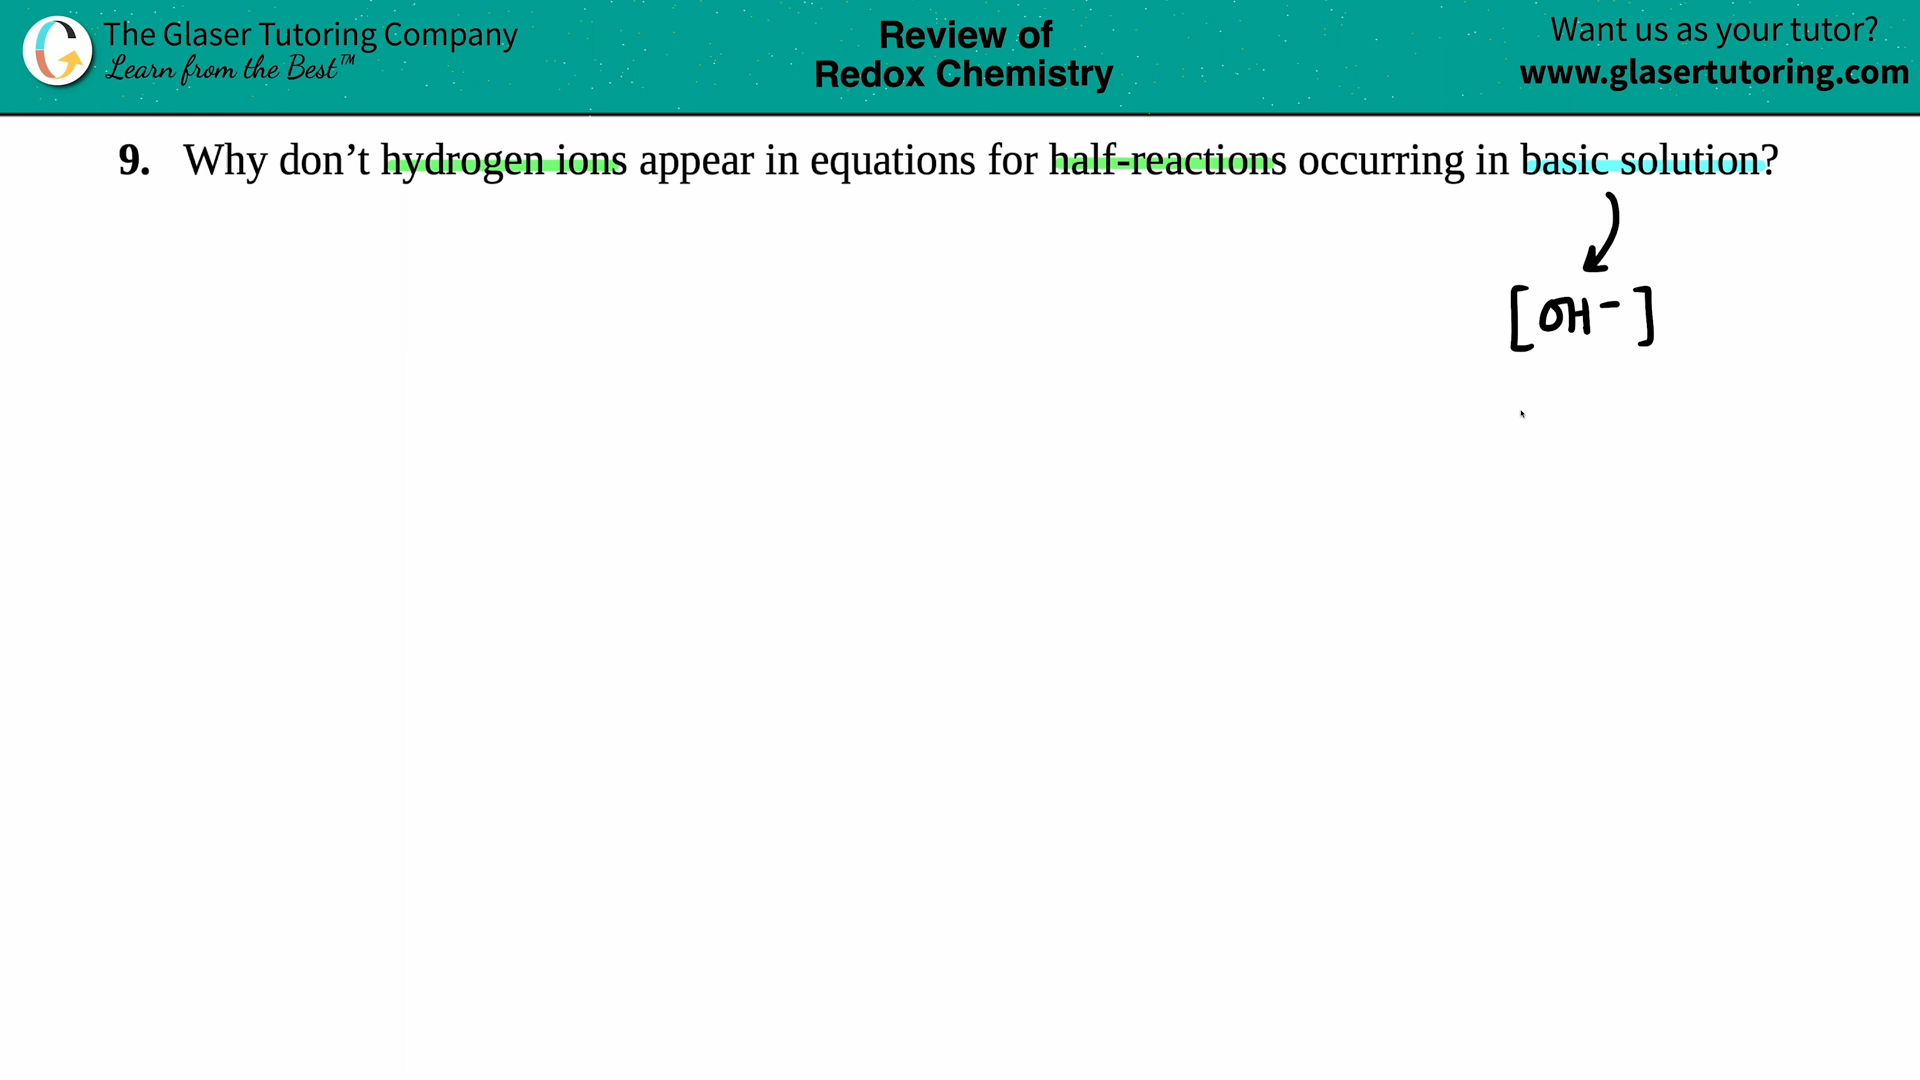 The Glaser Tutoring Company
Learn from the Best™
Review of
Redox Chemistry
Want us as your tutor?
www.glasertutoring.com
9. Why don’t hydrogen ions appear in equations for half-reactions occurring in basic solution?
[OH⁻]